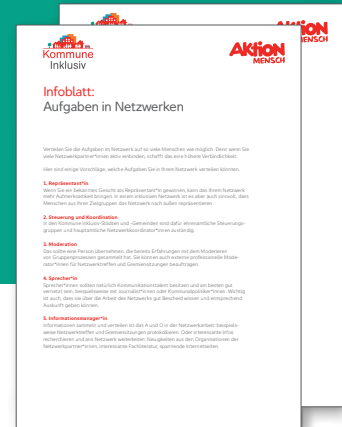 Kommune
Inklusiv
AKTION
MENSCH
Infoblatt:
Aufgaben in Netzwerken
Verteilen Sie die Aufgaben im Netzwerk auf so viele Menschen wie möglich. Denn wenn Sie
viele Netzwerkpartner*innen aktiv einbinden, schafft das eine höhere Verbindlichkeit.
Hier sind einige Vorschläge, welche Aufgaben Sie in Ihrem Netzwerk verteilen könnten.
1. Repräsentant*in
Wenn Sie ein bekanntes Gesicht als Repräsentant*in gewinnen, kann das Ihrem Netzwerk
mehr Aufmerksamkeit bringen. In einem inklusiven Netzwerk ist es aber auch sinnvoll, dass
Menschen aus Ihrer Zielgruppe das Netzwerk nach außen repräsentieren.
2. Steuerung und Koordination
In den Kommune Inklusiv-Städten und -Gemeinden sind dafür ehrenamtliche Steuerungs-
gruppen und hauptamtliche Netzwerkkoordinator*innen zuständig.
3. Moderation
Das sollte eine Person übernehmen, die bereits Erfahrungen mit dem Moderieren
von Gruppenprozessen gesammelt hat. Sie können auch externe professionelle Mode-
rator*innen für Netzwerktreffen und Gremiensitzungen beauftragen.
4. Sprecher*in
Sprecher*innen sollten natürlich Kommunikationstalent besitzen und am besten gut
vernetzt sein, beispielsweise mit Journalist*innen oder Kommunalpolitiker*innen. Wichtig
ist auch, dass sie über die Arbeit des Netzwerks gut Bescheid wissen und entsprechend
Auskunft geben können.
5. Informationsmanager*in
Informationen sammeln und verteilen ist das A und O in der Netzwerkarbeit: beispiels-
weise Netzwerktreffen und Gremiensitzungen protokollieren. Oder interessante Infos
recherchieren und ans Netzwerk weiterleiten: Neuigkeiten aus den Organisationen der
Netzwerkpartner*innen, interessante Fachliteratur, spannende Internetseiten.